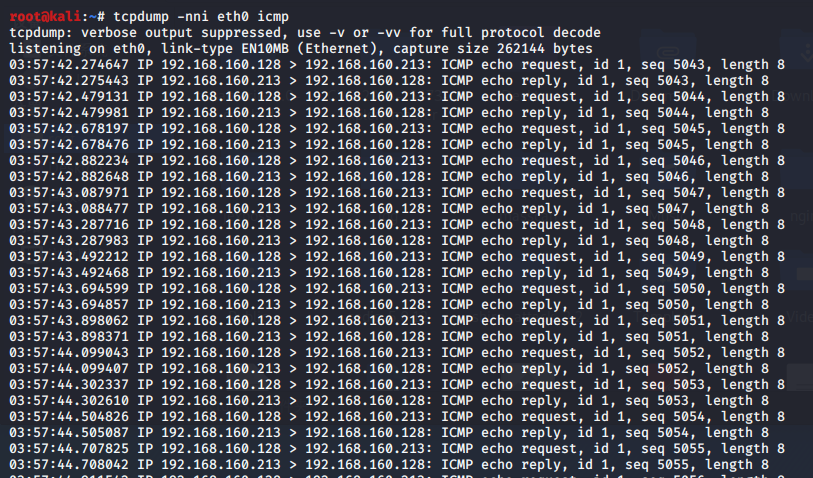 root@kali:~# tcpdump -nni eth0 icmp
tcpdump: verbose output suppressed, use -v or -vv for full protocol decode
listening on eth0, link-type EN10MB (Ethernet), capture size 262144 bytes
03:57:42.274647 IP 192.168.160.128 > 192.168.160.213: ICMP echo request, id 1, seq 5043, length 8
03:57:42.275443 IP 192.168.160.213 > 192.168.160.128: ICMP echo reply, id 1, seq 5043, length 8
03:57:42.479131 IP 192.168.160.128 > 192.168.160.213: ICMP echo request, id 1, seq 5044, length 8
03:57:42.479981 IP 192.168.160.213 > 192.168.160.128: ICMP echo reply, id 1, seq 5044, length 8
03:57:42.678197 IP 192.168.160.128 > 192.168.160.213: ICMP echo request, id 1, seq 5045, length 8
03:57:42.678476 IP 192.168.160.213 > 192.168.160.128: ICMP echo reply, id 1, seq 5045, length 8
03:57:42.882234 IP 192.168.160.128 > 192.168.160.213: ICMP echo request, id 1, seq 5046, length 8
03:57:42.882648 IP 192.168.160.213 > 192.168.160.128: ICMP echo reply, id 1, seq 5046, length 8
03:57:43.087971 IP 192.168.160.128 > 192.168.160.213: ICMP echo request, id 1, seq 5047, length 8
03:57:43.088477 IP 192.168.160.213 > 192.168.160.128: ICMP echo reply, id 1, seq 5047, length 8
03:57:43.287716 IP 192.168.160.128 > 192.168.160.213: ICMP echo request, id 1, seq 5048, length 8
03:57:43.287983 IP 192.168.160.213 > 192.168.160.128: ICMP echo reply, id 1, seq 5048, length 8
03:57:43.492212 IP 192.168.160.128 > 192.168.160.213: ICMP echo request, id 1, seq 5049, length 8
03:57:43.492468 IP 192.168.160.213 > 192.168.160.128: ICMP echo reply, id 1, seq 5049, length 8
03:57:43.694599 IP 192.168.160.128 > 192.168.160.213: ICMP echo request, id 1, seq 5050, length 8
03:57:43.694857 IP 192.168.160.213 > 192.168.160.128: ICMP echo reply, id 1, seq 5050, length 8
03:57:43.898062 IP 192.168.160.128 > 192.168.160.213: ICMP echo request, id 1, seq 5051, length 8
03:57:43.898371 IP 192.168.160.213 > 192.168.160.128: ICMP echo reply, id 1, seq 5051, length 8
03:57:44.099043 IP 192.168.160.128 > 192.168.160.213: ICMP echo request, id 1, seq 5052, length 8
03:57:44.099407 IP 192.168.160.213 > 192.168.160.128: ICMP echo reply, id 1, seq 5052, length 8
03:57:44.302337 IP 192.168.160.128 > 192.168.160.213: ICMP echo request, id 1, seq 5053, length 8
03:57:44.302610 IP 192.168.160.213 > 192.168.160.128: ICMP echo reply, id 1, seq 5053, length 8
03:57:44.504826 IP 192.168.160.128 > 192.168.160.213: ICMP echo request, id 1, seq 5054, length 8
03:57:44.505087 IP 192.168.160.213 > 192.168.160.128: ICMP echo reply, id 1, seq 5054, length 8
03:57:44.707825 IP 192.168.160.128 > 192.168.160.213: ICMP echo request, id 1, seq 5055, length 8
03:57:44.708042 IP 192.168.160.213 > 192.168.160.128: ICMP echo reply, id 1, seq 5055, length 8